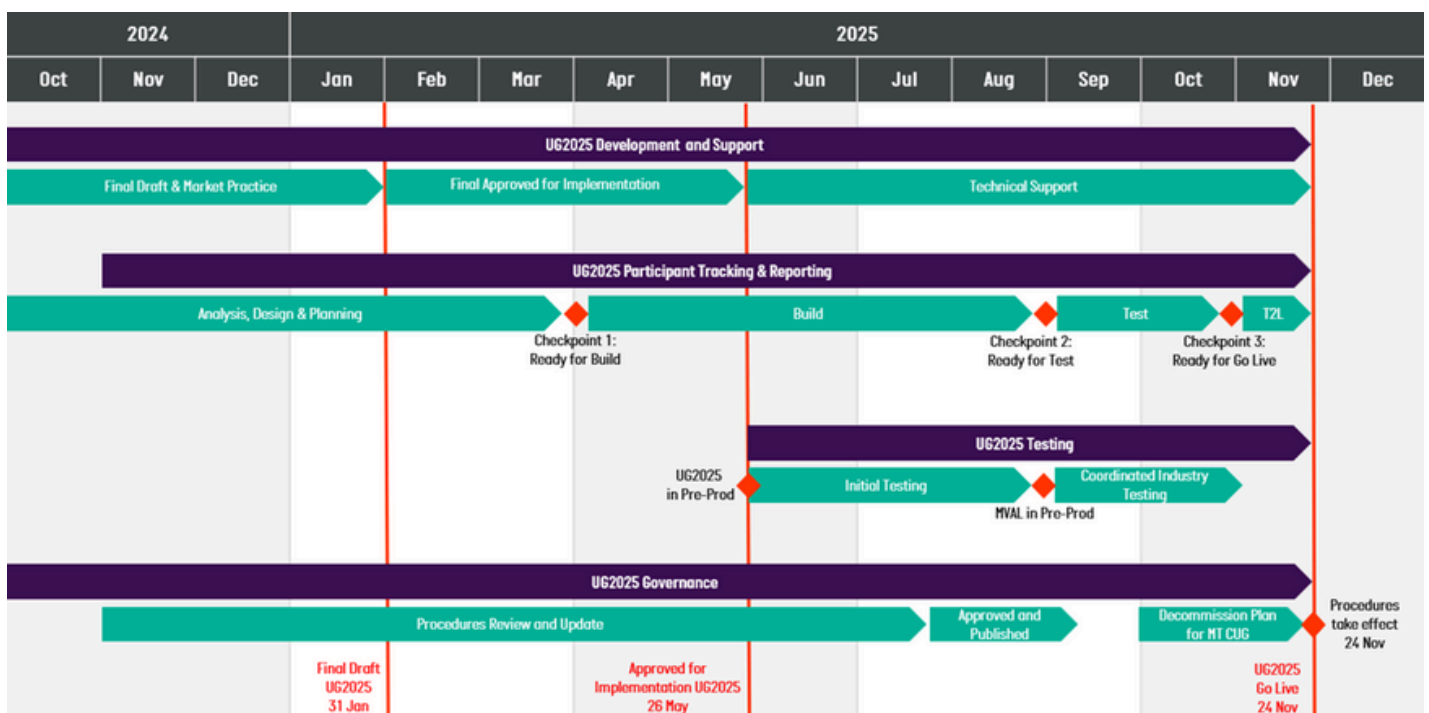 2024
2025
Oct
Nov
Dec
Jan
Feb
Mar
Apr
May
Jun
Jul
Aug
Sep
Oct
Nov
Dec
UG2025 Development and Support
Final Draft & Market Practice
Final Approved for Implementation
Technical Support
UG2025 Participant Tracking & Reporting
Analysis, Design & Planning
Build
Test
T2L
Checkpoint 1:
Ready for Build
Checkpoint 2:
Ready for Test
Checkpoint 3:
Ready for Go Live
UG2025 Testing
UG2025
in Pre-Prod
Initial Testing
Coordinated Industry
Testing
MVAL in Pre-Prod
UG2025 Governance
Procedures Review and Update
Approved and
Published
Decommission Plan
for MT CUG
Procedures
take effect
24 Nov
Final Draft
UG2025
31 Jan
Approved for
Implementation UG2025
26 May
UG2025
Go Live
24 Nov